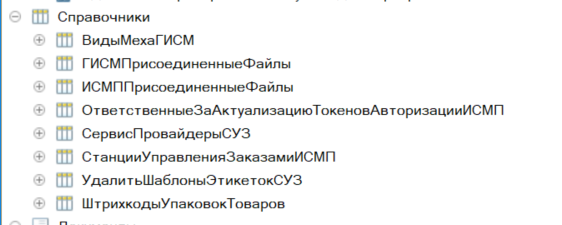 Справочники
ВидыМехаГИСМ
ГИСМПрисоединенныеФайлы
ИСМППрисоединенныеФайлы
ОтветственныеЗаАктуализациюТокеновАвторизацииИСМП
СервисПровайдерыСУЗ
СтанцииУправленияЗаказамиИСМП
УдалитьШаблоныЭтикетокСУЗ
ШтрихкодыУпаковокТоваров